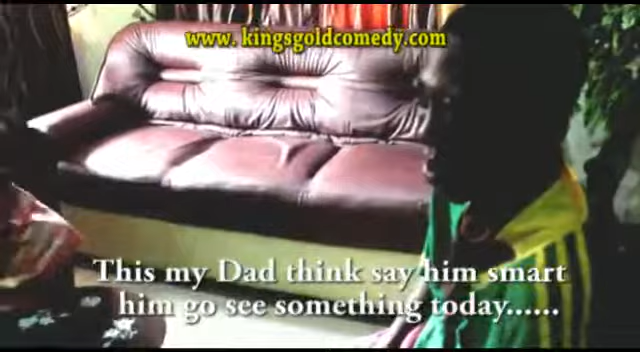 www. kingsgoldcomedy.com
This my Dad think say him smart
him go see something today......